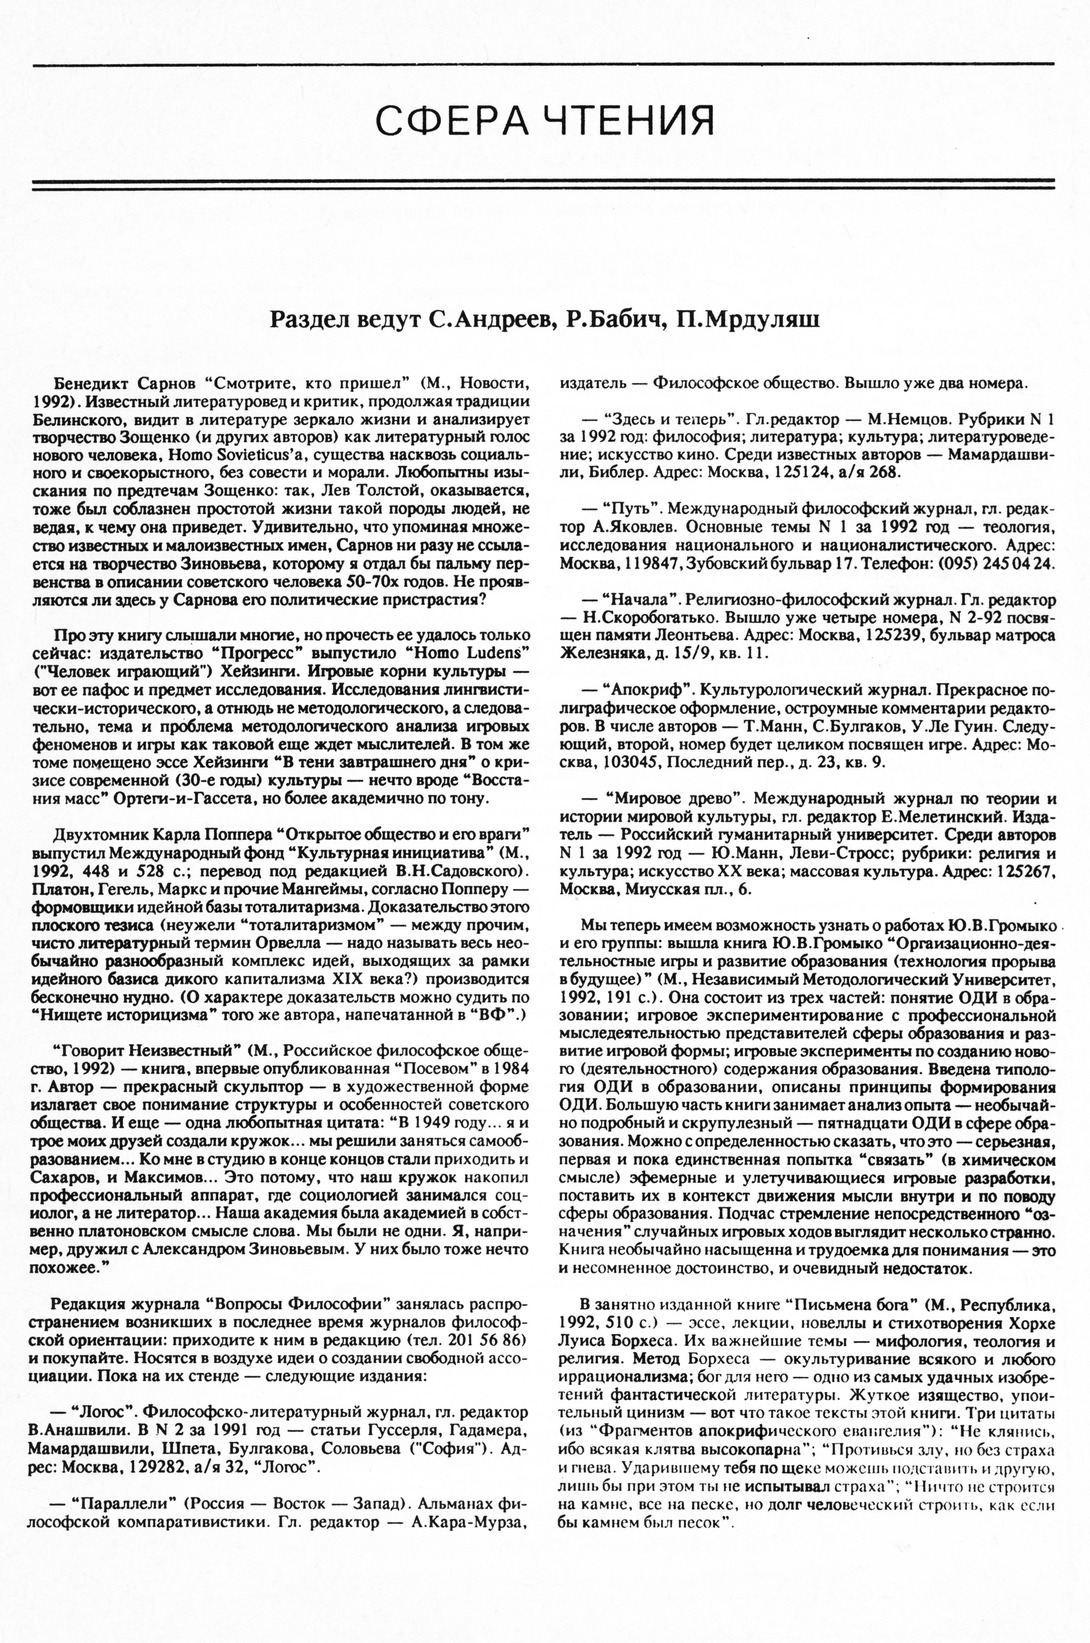 СФЕРА ЧТЕНИЯ
Раздел ведут С.Андреев, Р.Бабич, П.Мрдуляш
Бенедикт Сарнов “Смотрите, кто пришел” (М., Новости,
1992). Известный литературовед и критик, продолжая традиции
Белинского, видит в литературе зеркало жизни и анализирует
творчество Зощенко (и других авторов) как литературный голос
нового человека, Homo Sovieticus’а, существа насквозь социаль-
ного и своекорыстного, без совести и морали. Любопытны изы-
скания по предтечам Зощенко: так, Лев Толстой, оказывается,
тоже был соблазнен простотой жизни такой породы людей, не
ведая, к чему она приведет. Удивительно, что упоминая множе-
ство известных и малоизвестных имен, Сарнов ни разу не ссыла-
ется на творчество Зиновьева, которому я отдал бы пальму пер-
венства в описании советского человека 50-70х годов. Не прояв-
ляются ли здесь у Сарнова его политические пристрастия?
Про эту книгу слышали многие, но прочесть ее удалось только
сейчас: издательство “Прогресс” выпустило “Homo Ludens”
("Человек играющий") Хейзинги. Игровые корни культуры —
вот ее пафос и предмет исследования. Исследования лингвисти-
чески-исторического, а отнюдь не методологического, а следова-
тельно, тема и проблема методологического анализа игровых
феноменов и игры как таковой еще ждет мыслителей. В том же
томе помещено эссе Хейзинги “В тени завтрашнего дня” о кри-
зисе современной (30-е годы) культуры — нечто вроде “Восста-
ния масс” Ортеги-и-Гассета, но более академично по тону.
Двухтомник Карла Поппера “Открытое общество и его враги”
выпустил Международный фонд “Культурная инициатива” (М.,
1992, 448 и 528 с.; перевод под редакцией В.Н.Садовского).
Платон, Гегель, Маркс и прочие Мангеймы, согласно Попперу —
формовщики идейной базы тоталитаризма. Доказательство этого
плоского тезиса (неужели “тоталитаризмом” — между прочим,
чисто литературный термин Орвелла — надо называть весь нео-
бычайно разнообразный комплекс идей, выходящих за рамки
идейного базиса дикого капитализма XIX века?) производится
бесконечно нудно. (О характере доказательств можно судить по
“Нищете историцизма” того же автора, напечатанной в “ВФ”.)
“Говорит Неизвестный” (М., Российское философское обще-
ство, 1992) — книга, впервые опубликованная “Посевом” в 1984
г. Автор — прекрасный скульптор — в художественной форме
излагает свое понимание структуры и особенностей советского
общества. И еще — одна любопытная цитата: “В 1949 году... я и
трое моих друзей создали кружок... мы решили заняться самооб-
разованием... Ко мне в студию в конце концов стали приходить и
Сахаров, и Максимов... Это потому, что наш кружок накопил
профессиональный аппарат, где социологией занимался соц-
иолог, а не литератор... Наша академия была академией в собст-
венно платоновском смысле слова. Мы были не одни. Я, напри-
мер, дружил с Александром Зиновьевым. У них было тоже нечто
похожее.”
Редакция журнала “Вопросы Философии” занялась распро-
странением возникших в последнее время журналов философ-
ской ориентации: приходите к ним в редакцию (тел. 201 56 86)
и покупайте. Носятся в воздухе идеи о создании свободной ассо-
циации. Пока на их стенде — следующие издания:
— “Логос”. Философско-литературный журнал, гл. редактор
В.Анашвили. В N 2 за 1991 год — статьи Гуссерля, Гадамера,
Мамардашвили, Шпета, Булгакова, Соловьева ("София"). Ад-
рес: Москва, 129282, а/я 32, “Логос”.
— “Параллели” (Россия — Восток — Запад). Альманах фи-
лософской компаративистики. Гл. редактор — А.Кара-Мурза,
издатель — Философское общество. Вышло уже два номера.
— “Здесь и теперь”. Гл.редактор — М.Немцов. Рубрики N 1
за 1992 год: философия; литература; культура; литературоведе-
ние; искусство кино. Среди известных авторов — Мамардашви-
ли, Библер. Адрес: Москва, 125124, а/я 268.
— “Путь”. Международный философский журнал, гл. редак-
тор А.Яковлев. Основные темы N 1 за 1992 год — теология,
исследования национального и националистического. Адрес:
Москва, 119847, Зубовский бульвар 17. Телефон: (095) 245 04 24.
— “Начала”. Религиозно-философский журнал. Гл. редактор
— Н.Скоробогатько. Вышло уже четыре номера, N 2-92 посвя-
щен памяти Леонтьева. Адрес: Москва, 125239, бульвар матроса
Железняка, д. 15/9, кв. 11.
— “Апокриф”. Культурологический журнал. Прекрасное по-
лиграфическое оформление, остроумные комментарии редакто-
ров. В числе авторов — Т.Манн, С.Булгаков, У.Ле Гуин. Следу-
ющий, второй, номер будет целиком посвящен игре. Адрес: Мо-
сква, 103045, Последний пер., д. 23, кв. 9.
— “Мировое древо”. Международный журнал по теории и
истории мировой культуры, гл. редактор Е.Мелетинский. Изда-
тель — Российский гуманитарный университет. Среди авторов
N 1 за 1992 год — Ю.Манн, Леви-Стросс; рубрики: религия и
культура; искусство XX века; массовая культура. Адрес: 125267,
Москва, Миусская пл., 6.
Мы теперь имеем возможность узнать о работах Ю.В.Громыко
и его группы: вышла книга Ю.В.Громыко “Оргаизационно-дея-
тельностные игры и развитие образования (технология прорыва
в будущее)” (М., Независимый Методологический Университет,
1992, 191 с.). Она состоит из трех частей: понятие ОДИ в обра-
зовании; игровое экспериментирование с профессиональной
мыследеятельностью представителей сферы образования и раз-
витие игровой формы; игровые эксперименты по созданию ново-
го (деятельностного) содержания образования. Введена типоло-
гия ОДИ в образовании, описаны принципы формирования
ОДИ. Большую часть книги занимает анализ опыта — необычай-
но подробный и скрупулезный — пятнадцати ОДИ в сфере обра-
зования. Можно с определенностью сказать, что это — серьезная,
первая и пока единственная попытка “связать” (в химическом
смысле) эфемерные и улетучивающиеся игровые разработки,
поставить их в контекст движения мысли внутри и по поводу
сферы образования. Подчас стремление непосредственного “оз-
начения” случайных игровых ходов выглядит несколько странно.
Книга необычайно насыщенна и трудоемка для понимания — это
и несомненное достоинство, и очевидный недостаток.
В занятно изданной книге “Письмена бога” (М., Республика,
1992, 510 с.) — эссе, лекции, новеллы и стихотворения Хорхе
Луиса Борхеса. Их важнейшие темы — мифология, теология и
религия. Метод Борхеса — окультуривание всякого и любого
иррационализма; бог для него — одно из самых удачных изобре-
тений фантастической литературы. Жуткое изящество, упои-
тельный цинизм — вот что такое тексты этой книги. Три цитаты
(из “Фрагментов апокрифического евангелия”): “Не клянись,
ибо всякая клятва высокопарна”; “Противься злу, но без страха
и гнева. Ударившему тебя по щеке можешь подставить и другую,
лишь бы при этом ты не испытывал страха”; “Ничто не строится
на камне, все на песке, но долг человеческий строить, как если
бы камнем был песок”.